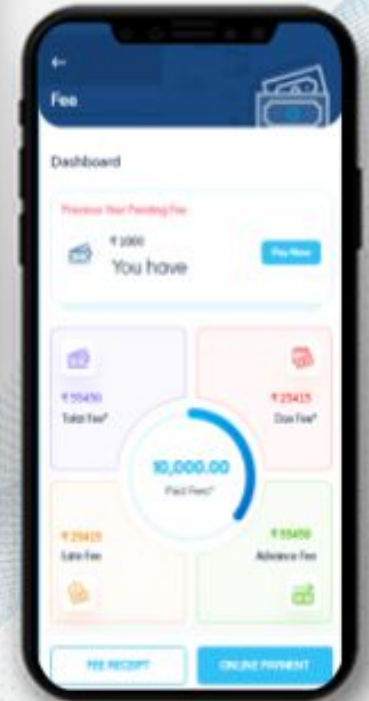 Fee
Dashboard
Previous Year Pending Fee
₹ 1000
You have
Pay Now
₹ 55450
Total Fee*
₹ 25415
Due Fee*
10,000.00
Paid Fees*
₹ 25415
Late Fee
₹ 55450
Advance Fee
FEE RECEIPT
ONLINE PAYMENT